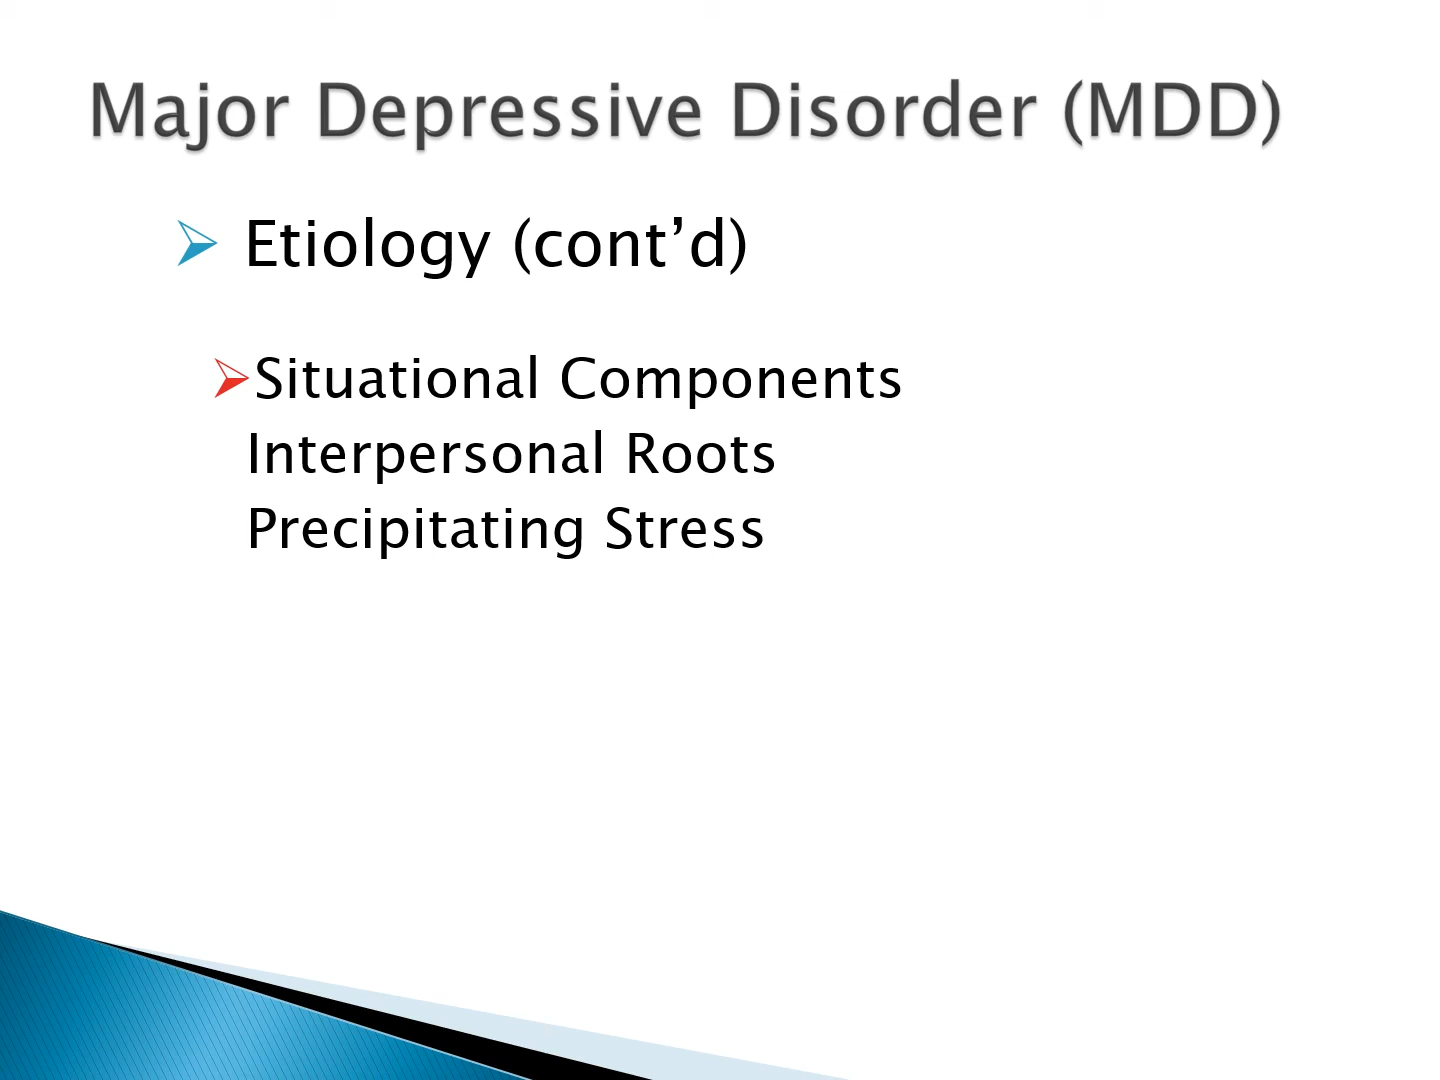 Major Depressive Disorder (MDD)
Etiology (cont’d)
Situational Components
Interpersonal Roots
Precipitating Stress